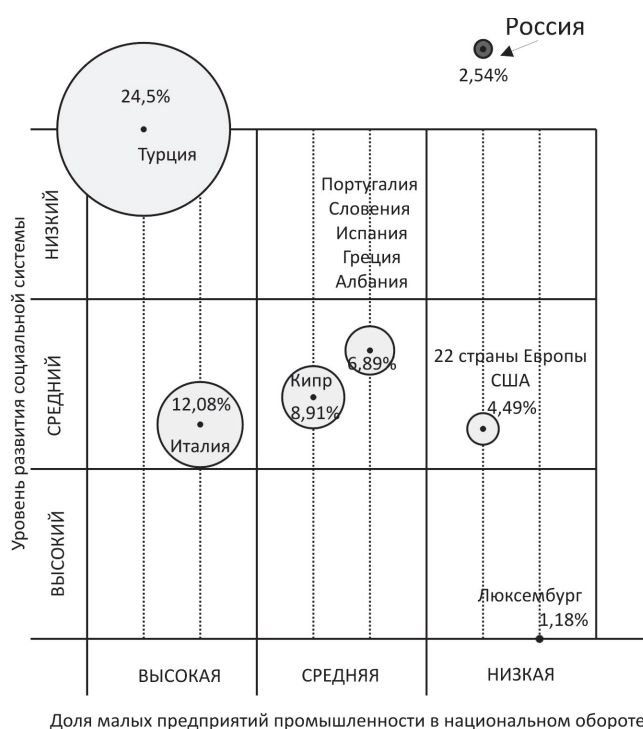 Россия
2,54%
24,5%
Турция
Португалия
Словения
Испания
Греция
Албания
6,89%
22 страны Европы
США
4,49%
Кипр
8,91%
12,08%
Италия
Люксембург
1,18%
Уровень развития социальной системы
НИЗКИЙ
СРЕДНИЙ
ВЫСОКИЙ
ВЫСОКАЯ
СРЕДНЯЯ
НИЗКАЯ
Доля малых предприятий промышленности в национальном обороте